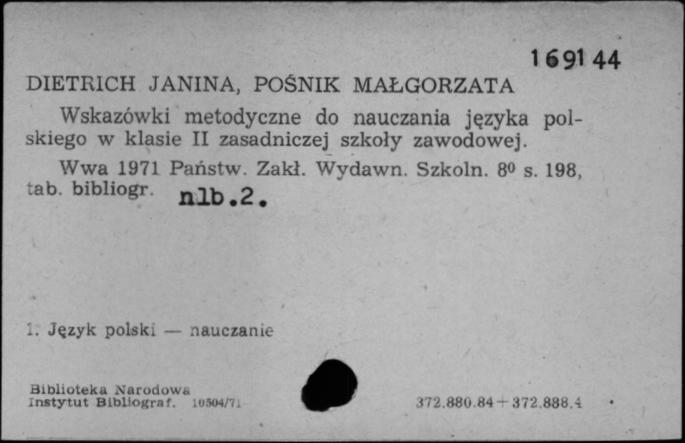 169144
DIETRICH JANINA, POŚNIK MAŁGORZATA
Wskazówki metodyczne do nauczania języka pol-
skiego w klasie II zasadniczej szkoły zawodowej.
Wwa 1971 Państw. Zakł. Wydawn. Szkoln. 8⁰ s. 198,
tab. bibliogr. nlb.2.
1. Język polski — nauczanie
Biblioteka Narodowa
Instytut Bibliograf. 10504/71
372.880.84 + 372.888.4